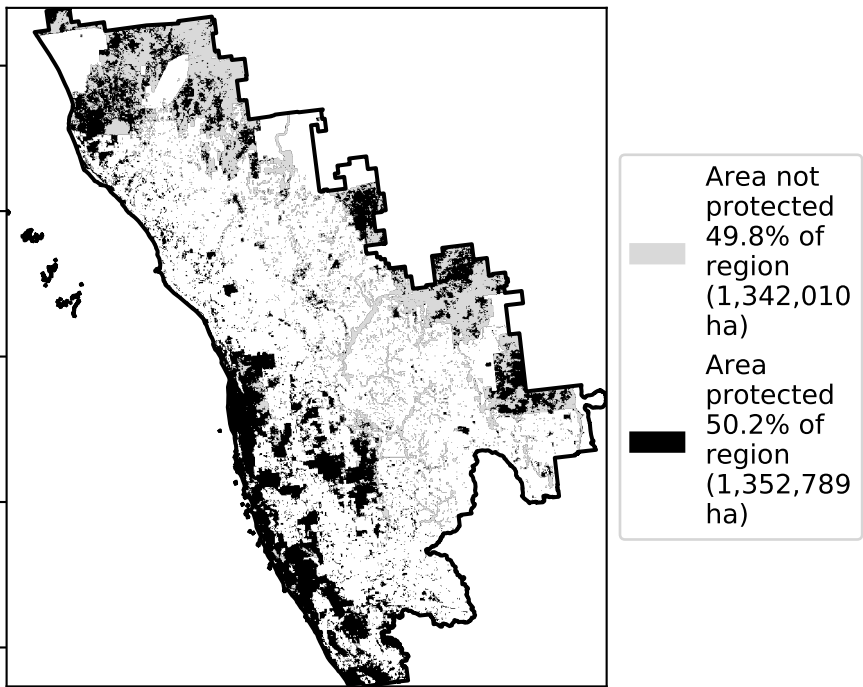 Area not
protected
49.8% of
region
(1,342,010
ha)
Area
protected
50.2% of
region
(1,352,789
ha)